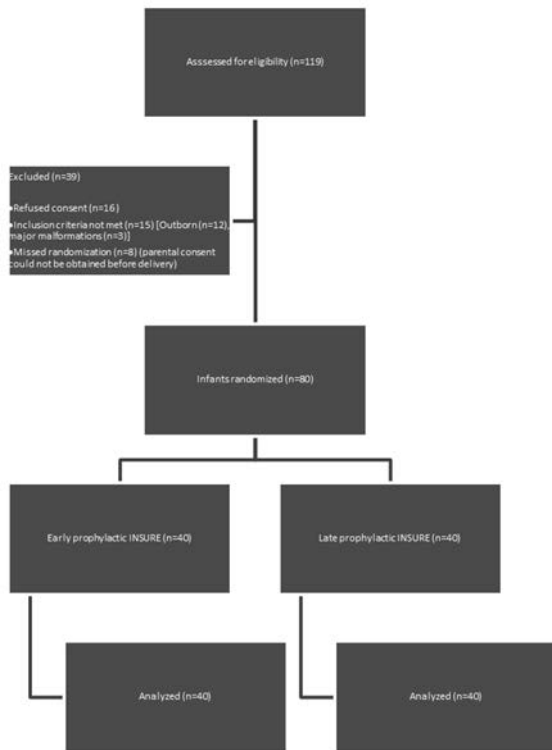 Asssessed for eligibility (n=119)
Excluded (n=39)
•Refused consent (n=16 )
•Inclusion criteria not met (n=15) [Outborn (n=12),
major malformations (n=3)]
•Missed randomization (n=8) (parental consent
could not be obtained before delivery)
Infants randomized (n=80)
Early prophylactic INSURE (n=40)
Late prophylactic INSURE (n=40)
Analyzed (n=40)
Analyzed (n=40)